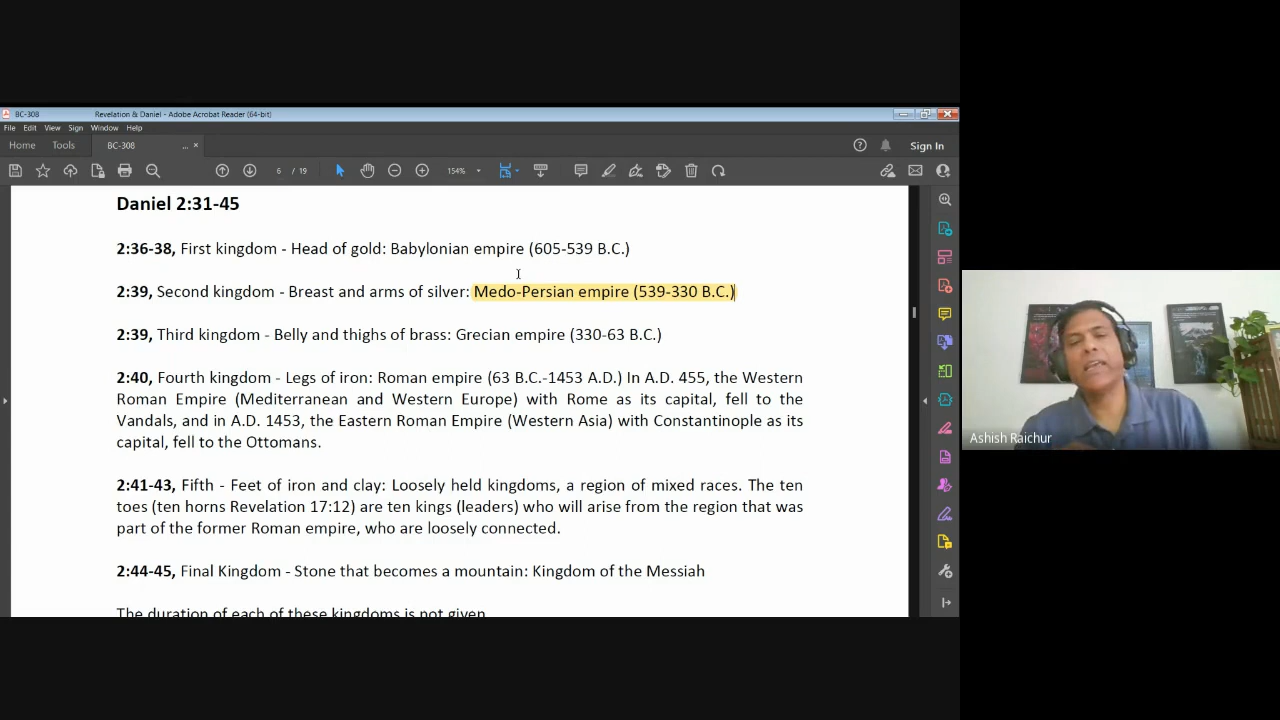 BC-308 Revelation & Daniel - Adobe Acrobat Reader (64-bit)
File Edit View Sign Window Help
Home Tools BC-308 ... × Sign In
6 / 19 154%
Daniel 2:31-45
2:36-38, First kingdom - Head of gold: Babylonian empire (605-539 B.C.)
2:39, Second kingdom - Breast and arms of silver: Medo-Persian empire (539-330 B.C.)
2:39, Third kingdom - Belly and thighs of brass: Grecian empire (330-63 B.C.)
2:40, Fourth kingdom - Legs of iron: Roman empire (63 B.C.-1453 A.D.) In A.D. 455, the Western
Roman Empire (Mediterranean and Western Europe) with Rome as its capital, fell to the
Vandals, and in A.D. 1453, the Eastern Roman Empire (Western Asia) with Constantinople as its
capital, fell to the Ottomans.
2:41-43, Fifth - Feet of iron and clay: Loosely held kingdoms, a region of mixed races. The ten
toes (ten horns Revelation 17:12) are ten kings (leaders) who will arise from the region that was
part of the former Roman empire, who are loosely connected.
2:44-45, Final Kingdom - Stone that becomes a mountain: Kingdom of the Messiah
The duration of each of these kingdoms is not given
Ashish Raichur